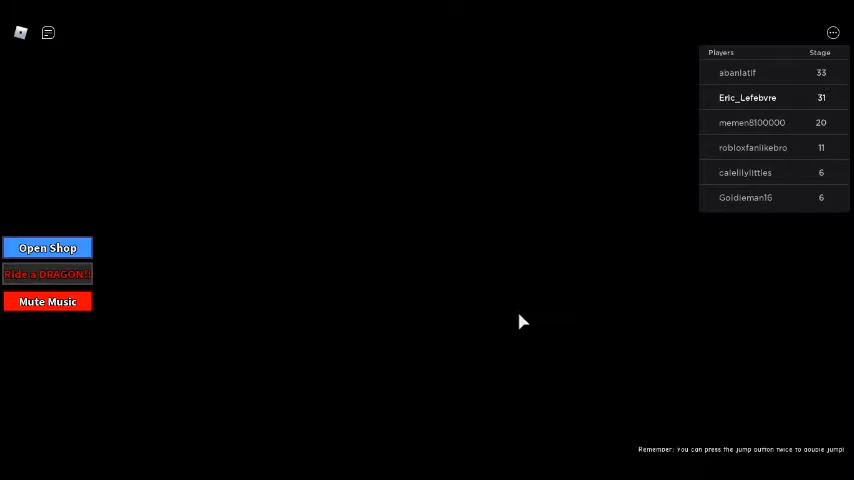 Players Stage
abanlatif 33
Eric_Lefebvre 31
memen8100000 20
robloxfanlikebro 11
calelilylittles 6
Goldieman16 6
Open Shop
Ride a DRAGON!!
Mute Music
Remember: You can press the jump button twice to double jump!